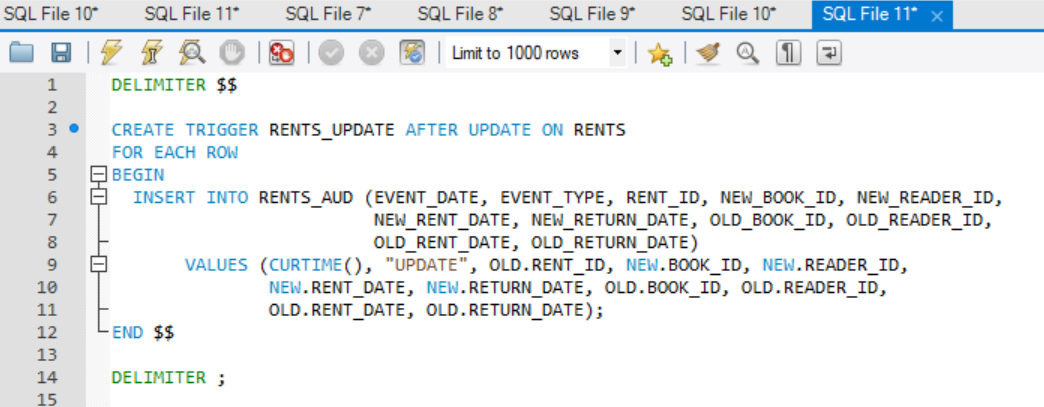 SQL File 10* SQL File 11* SQL File 7* SQL File 8* SQL File 9* SQL File 10* SQL File 11* ×
Limit to 1000 rows
1 DELIMITER $$
2
3 CREATE TRIGGER RENTS_UPDATE AFTER UPDATE ON RENTS
4 FOR EACH ROW
5 BEGIN
6 INSERT INTO RENTS_AUD (EVENT_DATE, EVENT_TYPE, RENT_ID, NEW_BOOK_ID, NEW_READER_ID,
7 NEW_RENT_DATE, NEW_RETURN_DATE, OLD_BOOK_ID, OLD_READER_ID,
8 OLD_RENT_DATE, OLD_RETURN_DATE)
9 VALUES (CURTIME(), "UPDATE", OLD.RENT_ID, NEW.BOOK_ID, NEW.READER_ID,
10 NEW.RENT_DATE, NEW.RETURN_DATE, OLD.BOOK_ID, OLD.READER_ID,
11 OLD.RENT_DATE, OLD.RETURN_DATE);
12 END $$
13
14 DELIMITER ;
15